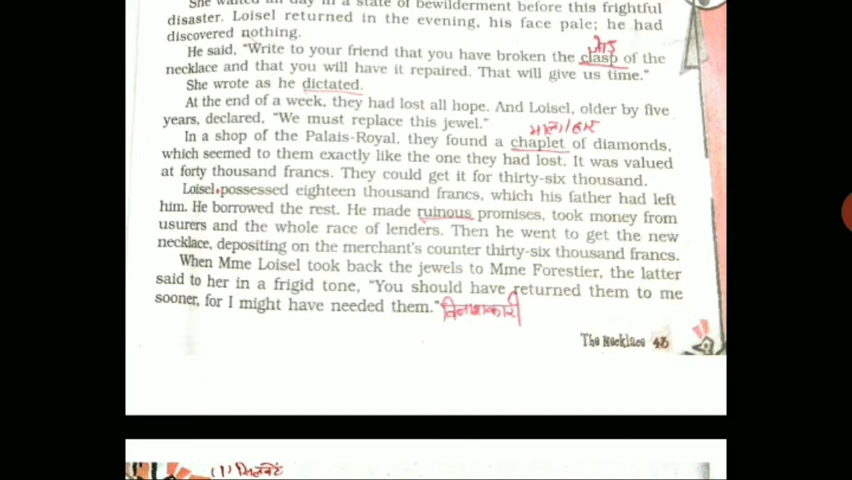 She waited all day in a state of bewilderment before this frightful
disaster. Loisel returned in the evening, his face pale; he had
discovered nothing.
He said, "Write to your friend that you have broken the clasp of the
necklace and that you will have it repaired. That will give us time."
She wrote as he dictated.
At the end of a week, they had lost all hope. And Loisel, older by five
years, declared, "We must replace this jewel."
माला/हार
In a shop of the Palais-Royal, they found a chaplet of diamonds,
which seemed to them exactly like the one they had lost. It was valued
at forty thousand francs. They could get it for thirty-six thousand.
Loisel possessed eighteen thousand francs, which his father had left
him. He borrowed the rest. He made ruinous promises, took money from
usurers and the whole race of lenders. Then he went to get the new
necklace, depositing on the merchant's counter thirty-six thousand francs.
When Mme Loisel took back the jewels to Mme Forestier, the latter
said to her in a frigid tone, "You should have returned them to me
sooner, for I might have needed them." विनाशकारी
The Necklace 43
(1)